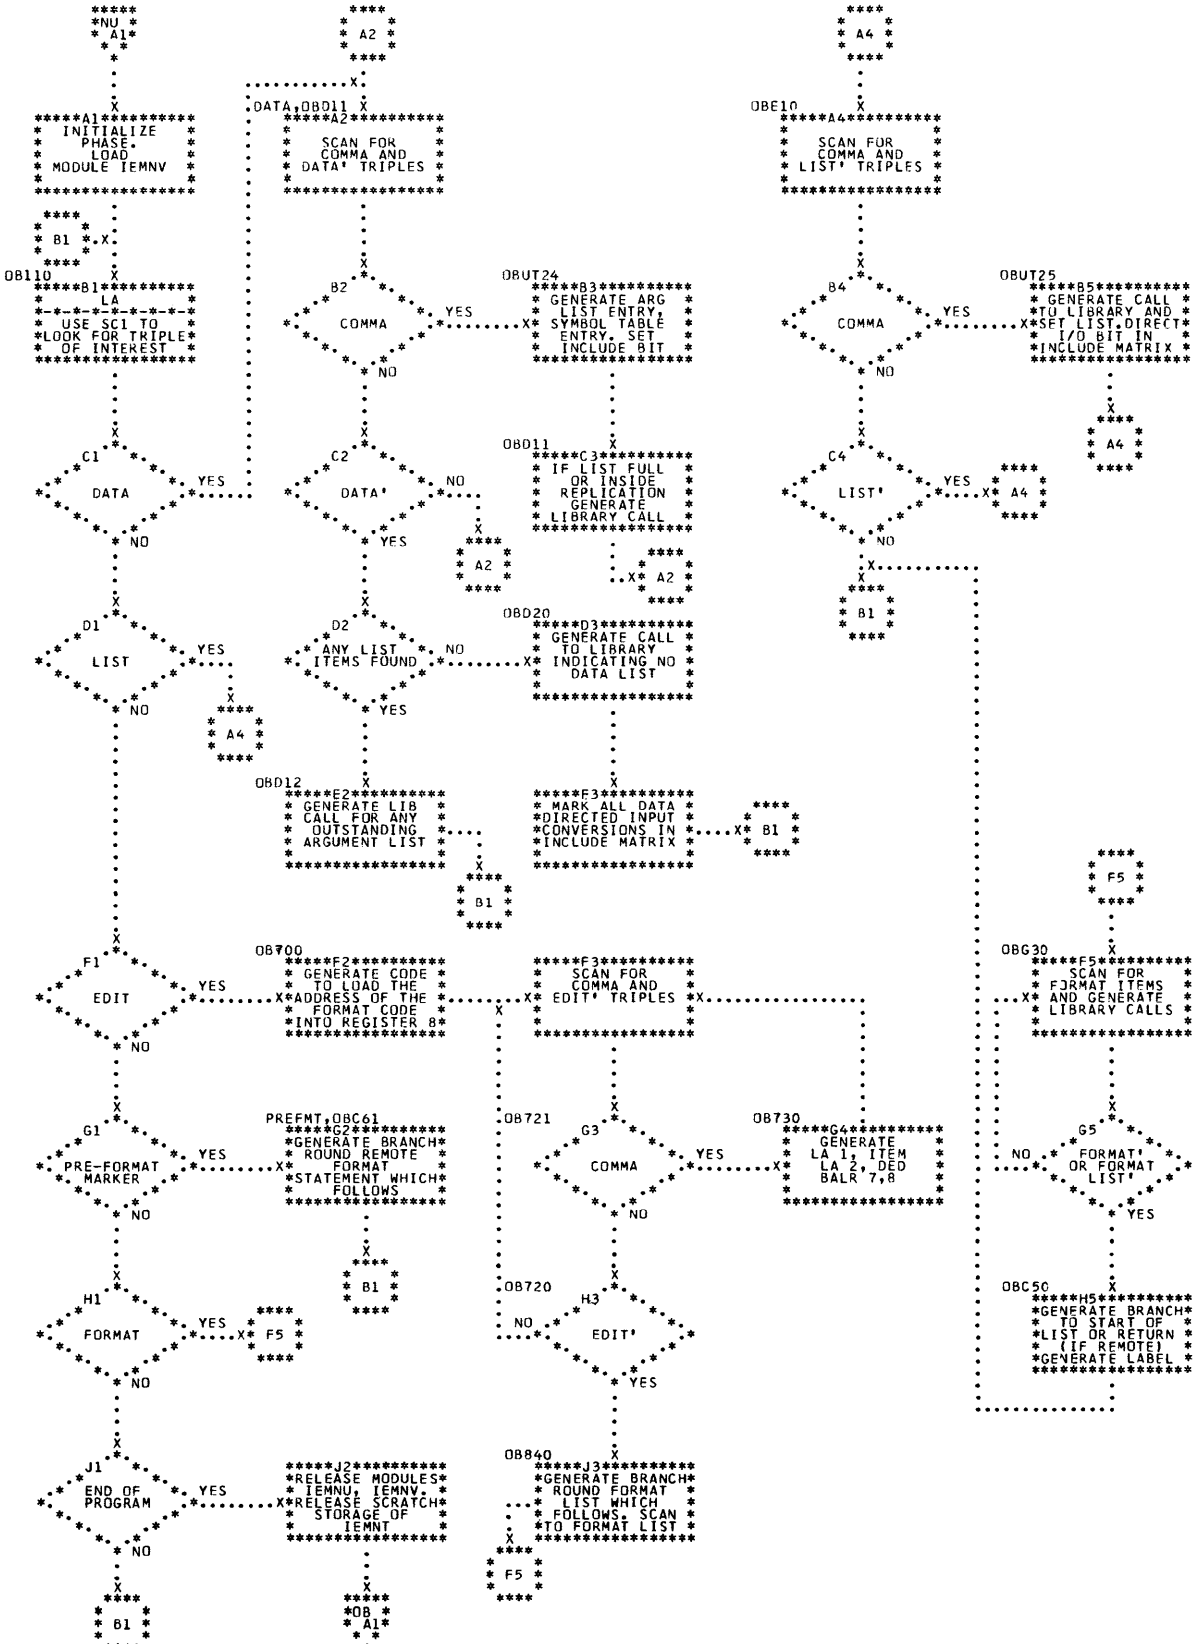 NU
A1
A2
A4
DATA,OBD11
OBE10
A1
INITIALIZE
PHASE.
LOAD
MODULE IEMNV
A2
SCAN FOR
COMMA AND
DATA' TRIPLES
A4
SCAN FOR
COMMA AND
LIST' TRIPLES
B1
OB110
B1
LA
USE SC1 TO
LOOK FOR TRIPLE
OF INTEREST
B2
COMMA
YES
NO
OBUT24
B3
GENERATE ARG
LIST ENTRY,
SYMBOL TABLE
ENTRY. SET
INCLUDE BIT
B4
COMMA
YES
NO
OBUT25
B5
GENERATE CALL
TO LIBRARY AND
SET LIST.DIRECT
I/O BIT IN
INCLUDE MATRIX
A4
C1
DATA
YES
NO
C2
DATA'
NO
YES
A2
OBD11
C3
IF LIST FULL
OR INSIDE
REPLICATION
GENERATE
LIBRARY CALL
A2
C4
LIST'
YES
A4
NO
B1
D1
LIST
YES
NO
A4
D2
ANY LIST
ITEMS FOUND
NO
YES
OBD20
D3
GENERATE CALL
TO LIBRARY
INDICATING NO
DATA LIST
OBD12
E2
GENERATE LIB
CALL FOR ANY
OUTSTANDING
ARGUMENT LIST
B1
E3
MARK ALL DATA
DIRECTED INPUT
CONVERSIONS IN
INCLUDE MATRIX
B1
F5
F1
EDIT
YES
NO
OB700
F2
GENERATE CODE
TO LOAD THE
ADDRESS OF THE
FORMAT CODE
INTO REGISTER 8
F3
SCAN FOR
COMMA AND
EDIT' TRIPLES
OBG30
F5
SCAN FOR
FORMAT ITEMS
AND GENERATE
LIBRARY CALLS
G1
PRE-FORMAT
MARKER
YES
NO
PREFMT,OBC61
G2
GENERATE BRANCH
ROUND REMOTE
FORMAT
STATEMENT WHICH
FOLLOWS
B1
OB721
G3
COMMA
YES
NO
OB730
G4
GENERATE
LA 1, ITEM
LA 2, DED
BALR 7,8
G5
FORMAT'
OR FORMAT
LIST'
NO
YES
H1
FORMAT
YES
F5
NO
OB720
H3
EDIT'
NO
YES
OBC50
H5
GENERATE BRANCH
TO START OF
LIST OR RETURN
(IF REMOTE)
GENERATE LABEL
J1
END OF
PROGRAM
YES
NO
B1
J2
RELEASE MODULES
IEMNU, IEMNV.
RELEASE SCRATCH
STORAGE OF
IEMNT
OB
A1
OB840
J3
GENERATE BRANCH
ROUND FORMAT
LIST WHICH
FOLLOWS. SCAN
TO FORMAT LIST
F5